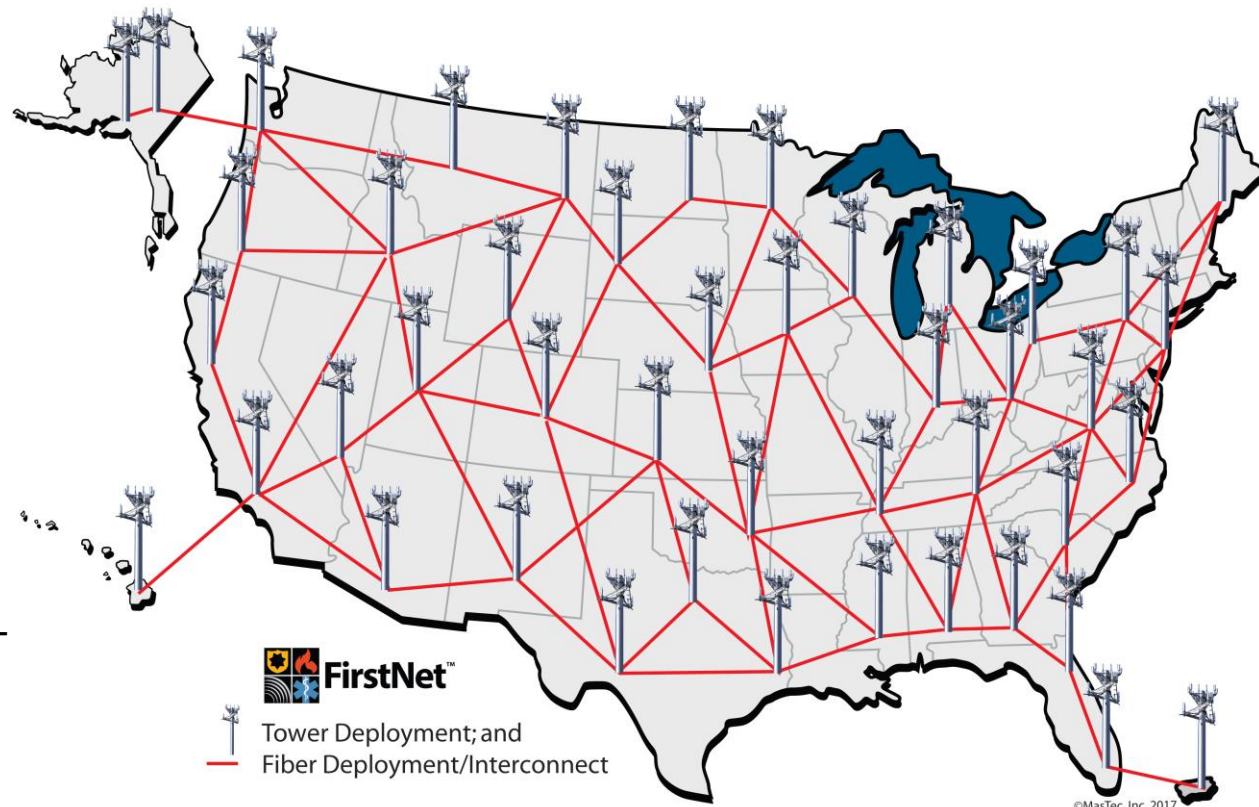 FirstNet™
Tower Deployment; and
Fiber Deployment/Interconnect
©MasTec, Inc. 2017